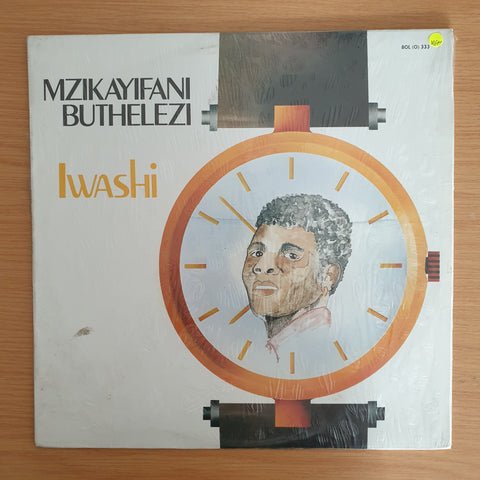 BOL (O) 333
MZIKAYIFANI
BUTHELEZI
Iwashi